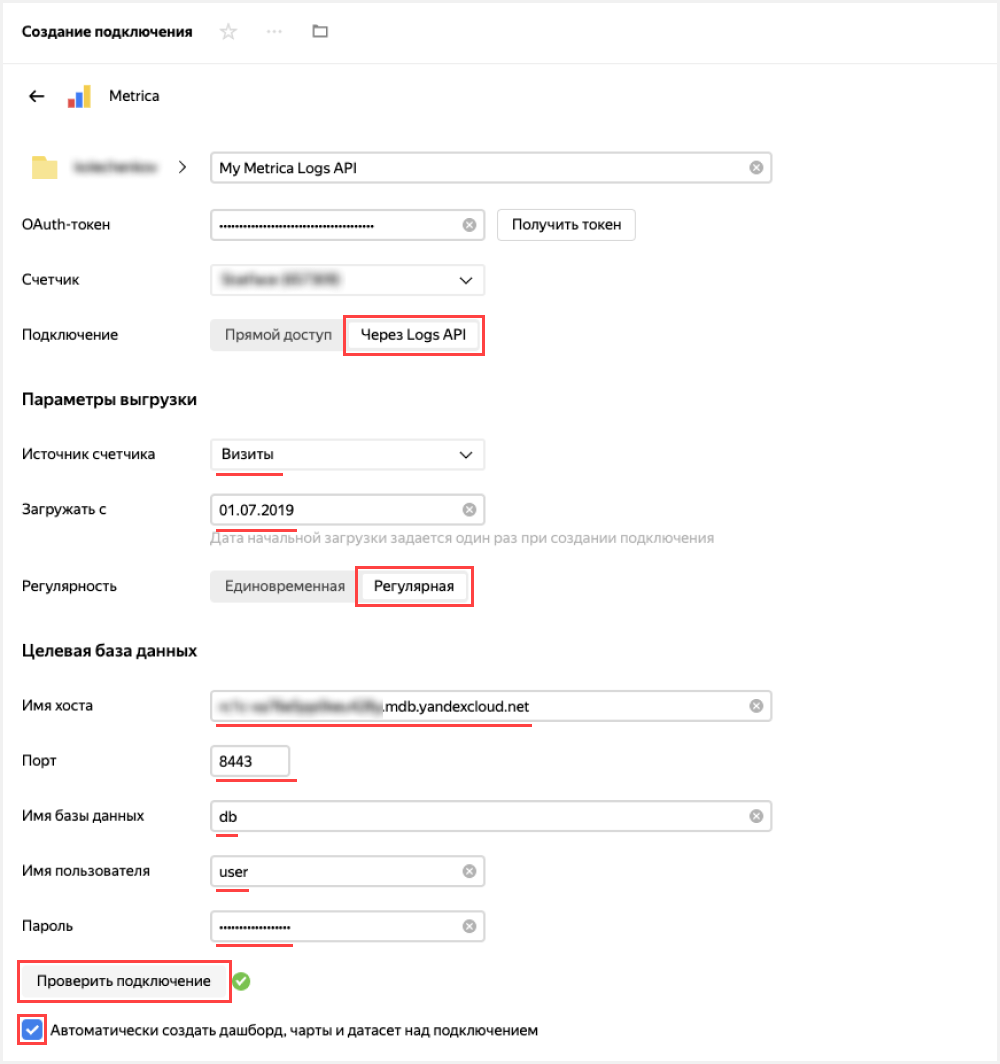 Создание подключения
Metrica
My Metrica Logs API
OAuth-токен
Получить токен
Счетчик
Подключение Прямой доступ Через Logs API
Параметры выгрузки
Источник счетчика Визиты
Загружать с 01.07.2019
Дата начальной загрузки задается один раз при создании подключения
Регулярность Единовременная Регулярная
Целевая база данных
Имя хоста .mdb.yandexcloud.net
Порт 8443
Имя базы данных db
Имя пользователя user
Пароль
Проверить подключение
Автоматически создать дашборд, чарты и датасет над подключением